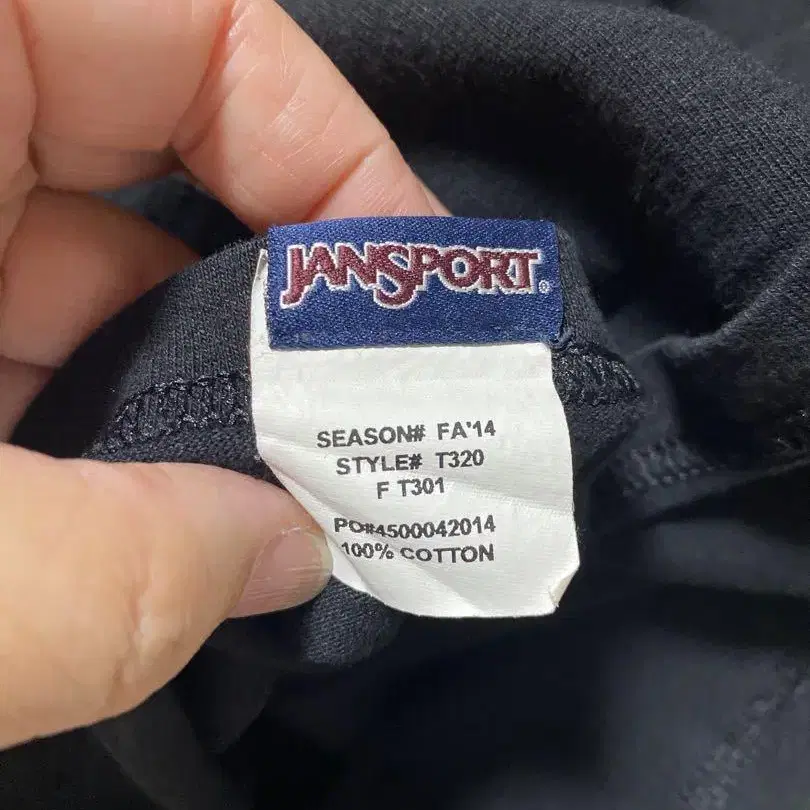 JANSPORT®
SEASON# FA'14
STYLE# T320
F T301
PO#4500042014
100% COTTON